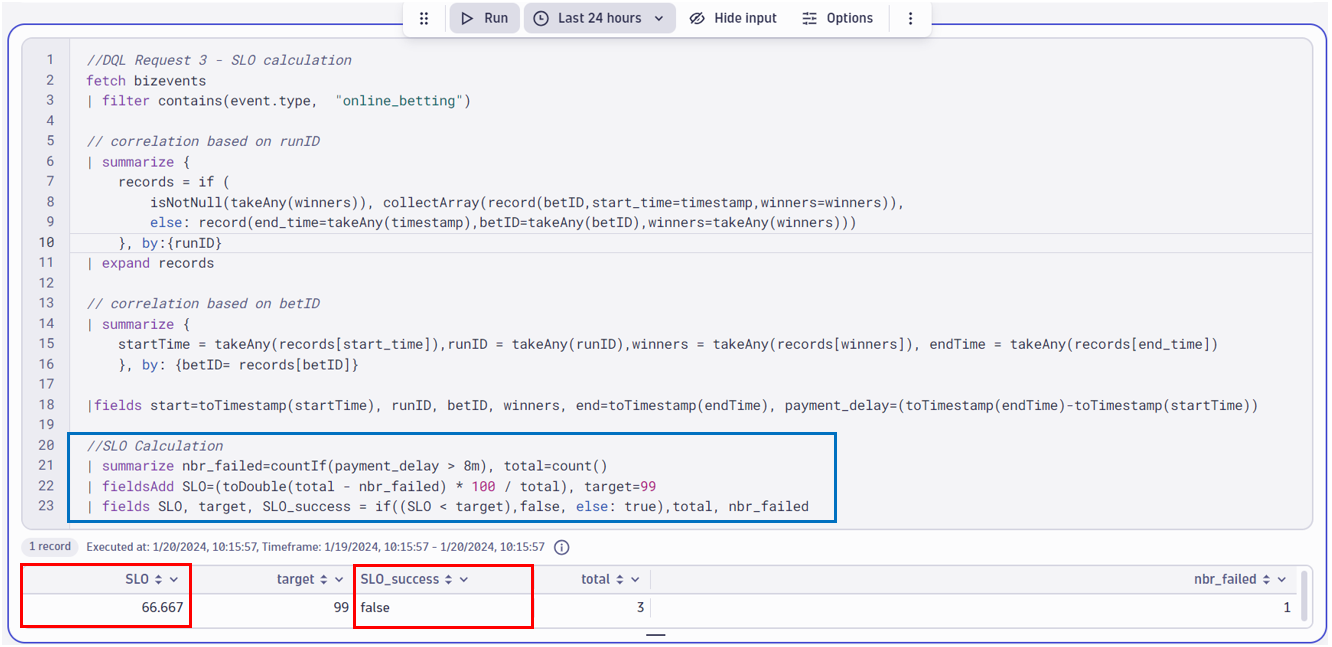 Run Last 24 hours Hide input Options
1 //DQL Request 3 - SLO calculation
2 fetch bizevents
3 | filter contains(event.type,  "online_betting")
4
5 // correlation based on runID
6 | summarize {
7     records = if (
8         isNotNull(takeAny(winners)), collectArray(record(betID,start_time=timestamp,winners=winners)),
9         else: record(end_time=takeAny(timestamp),betID=takeAny(betID),winners=takeAny(winners)))
10     }, by:{runID}
11 | expand records
12
13 // correlation based on betID
14 | summarize {
15     startTime = takeAny(records[start_time]),runID = takeAny(runID),winners = takeAny(records[winners]), endTime = takeAny(records[end_time])
16     }, by: {betID= records[betID]}
17
18 |fields start=toTimestamp(startTime), runID, betID, winners, end=toTimestamp(endTime), payment_delay=(toTimestamp(endTime)-toTimestamp(startTime))
19
20 //SLO Calculation
21 | summarize nbr_failed=countIf(payment_delay > 8m), total=count()
22 | fieldsAdd SLO=(toDouble(total - nbr_failed) * 100 / total), target=99
23 | fields SLO, target, SLO_success = if((SLO < target),false, else: true),total, nbr_failed
1 record Executed at: 1/20/2024, 10:15:57, Timeframe: 1/19/2024, 10:15:57 - 1/20/2024, 10:15:57
SLO target SLO_success total nbr_failed
66.667 99 false 3 1